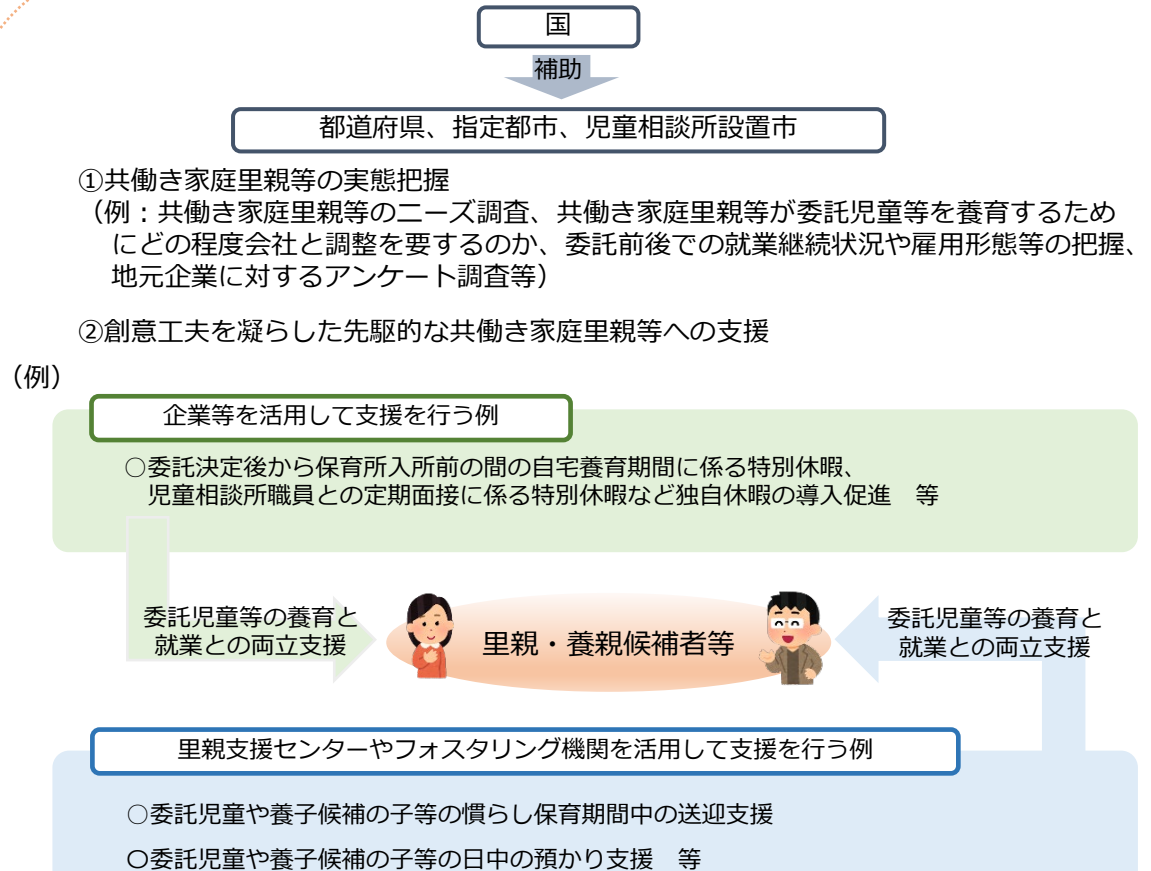 国
補助
都道府県、指定都市、児童相談所設置市
①共働き家庭里親等の実態把握
（例：共働き家庭里親等のニーズ調査、共働き家庭里親等が委託児童等を養育するため
にどの程度会社と調整を要するのか、委託前後での就業継続状況や雇用形態等の把握、
地元企業に対するアンケート調査等）
②創意工夫を凝らした先駆的な共働き家庭里親等への支援
（例）
企業等を活用して支援を行う例
○委託決定後から保育所入所前の間の自宅養育期間に係る特別休暇、
児童相談所職員との定期面接に係る特別休暇など独自休暇の導入促進　等
委託児童等の養育と
就業との両立支援
里親・養親候補者等
委託児童等の養育と
就業との両立支援
里親支援センターやフォスタリング機関を活用して支援を行う例
○委託児童や養子候補の子等の慣らし保育期間中の送迎支援
〇委託児童や養子候補の子等の日中の預かり支援　等